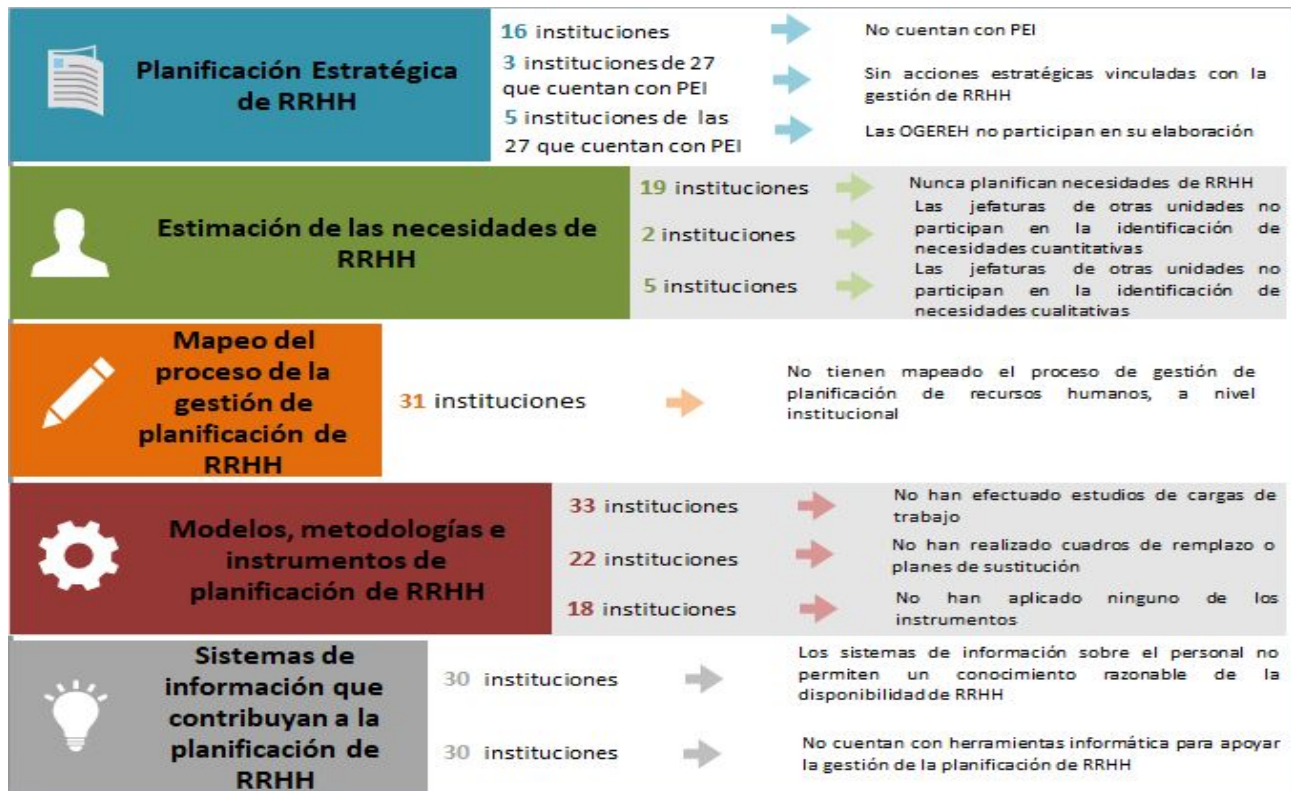 Planificación Estratégica
de RRHH
16 instituciones
No cuentan con PEI
3 instituciones de 27
que cuentan con PEI
Sin acciones estratégicas vinculadas con la
gestión de RRHH
5 instituciones de las
27 que cuentan con PEI
Las OGEREH no participan en su elaboración
Estimación de las necesidades de
RRHH
19 instituciones
Nunca planifican necesidades de RRHH
2 instituciones
Las jefaturas de otras unidades no
participan en la identificación de
necesidades cuantitativas
5 instituciones
Las jefaturas de otras unidades no
participan en la identificación de
necesidades cualitativas
Mapeo del
proceso de la
gestión de
planificación de
RRHH
31 instituciones
No tienen mapeado el proceso de gestión de
planificación de recursos humanos, a nivel
institucional
Modelos, metodologías e
instrumentos de
planificación de RRHH
33 instituciones
No han efectuado estudios de cargas de
trabajo
22 instituciones
No han realizado cuadros de remplazo o
planes de sustitución
18 instituciones
No han aplicado ninguno de los
instrumentos
Sistemas de
información que
contribuyan a la
planificación de
RRHH
30 instituciones
Los sistemas de información sobre el personal no
permiten un conocimiento razonable de la
disponibilidad de RRHH
30 instituciones
No cuentan con herramientas informática para apoyar
la gestión de la planificación de RRHH